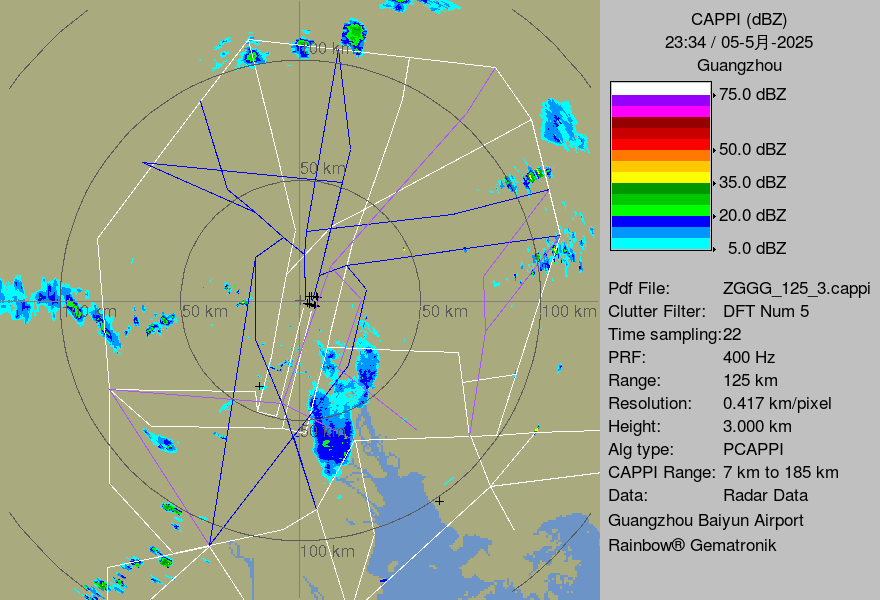 CAPPI (dBZ)
23:34 / 05-5月-2025
Guangzhou
75.0 dBZ
50.0 dBZ
35.0 dBZ
20.0 dBZ
5.0 dBZ
Pdf File: ZGGG_125_3.cappi
Clutter Filter: DFT Num 5
Time sampling:22
PRF: 400 Hz
Range: 125 km
Resolution: 0.417 km/pixel
Height: 3.000 km
Alg type: PCAPPI
CAPPI Range: 7 km to 185 km
Data: Radar Data
Guangzhou Baiyun Airport
Rainbow® Gematronik
100 km
50 km
100 km
50 km
50 km
100 km
50 km
100 km